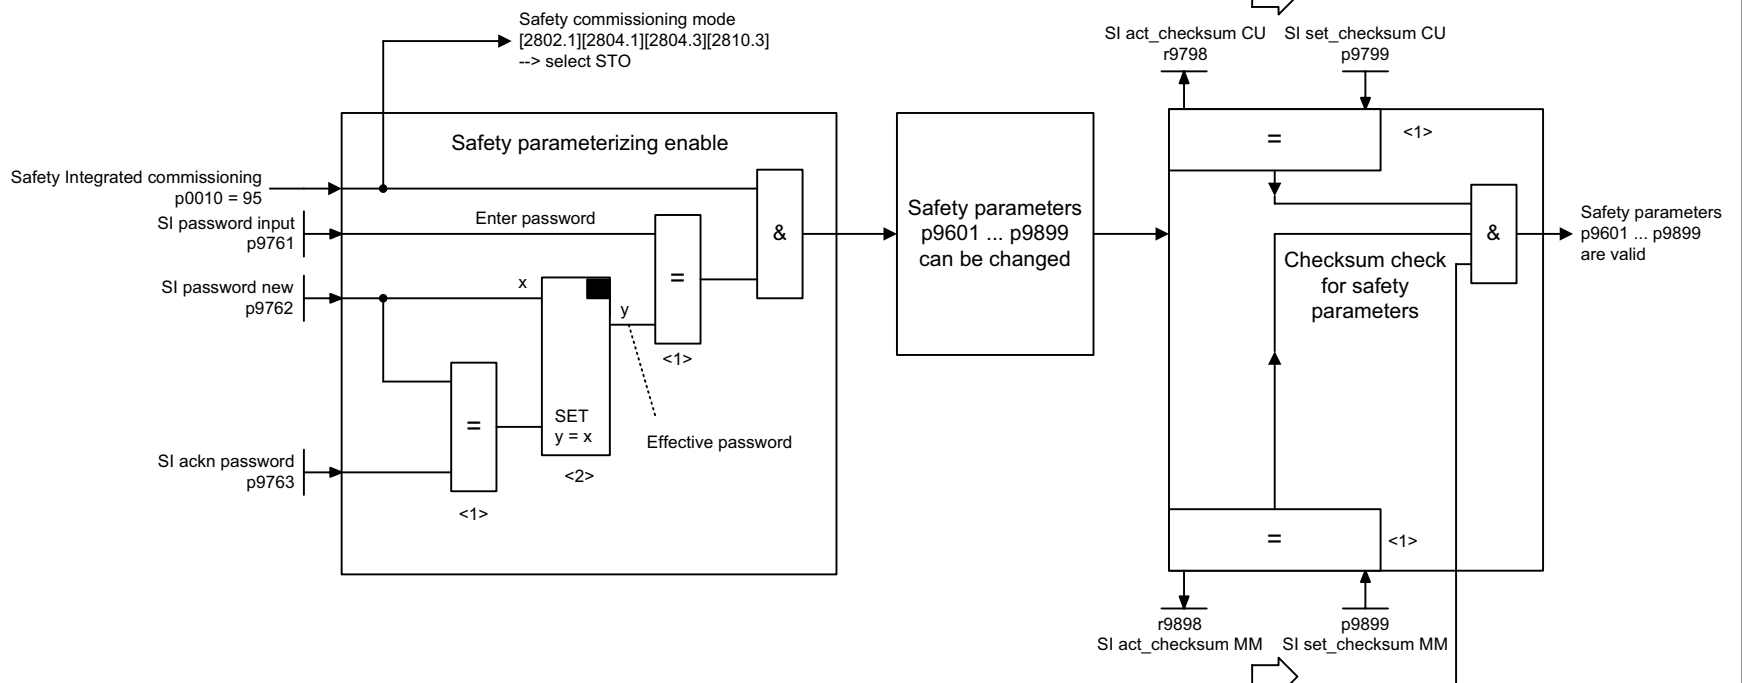 Safety commissioning mode
[2802.1][2804.1][2804.3][2810.3]
--> select STO
SI act_checksum CU
r9798
SI set_checksum CU
p9799
Safety parameterizing enable
=
<1>
Safety Integrated commissioning
p0010 = 95
SI password input
p9761
Enter password
&
=
<1>
Safety parameters
p9601 ... p9899
can be changed
&
Safety parameters
p9601 ... p9899
are valid
Checksum check
for safety
parameters
SI password new
p9762
x
y
SET
y = x
<2>
Effective password
=
<1>
SI ackn password
p9763
=
<1>
r9898
SI act_checksum MM
p9899
SI set_checksum MM